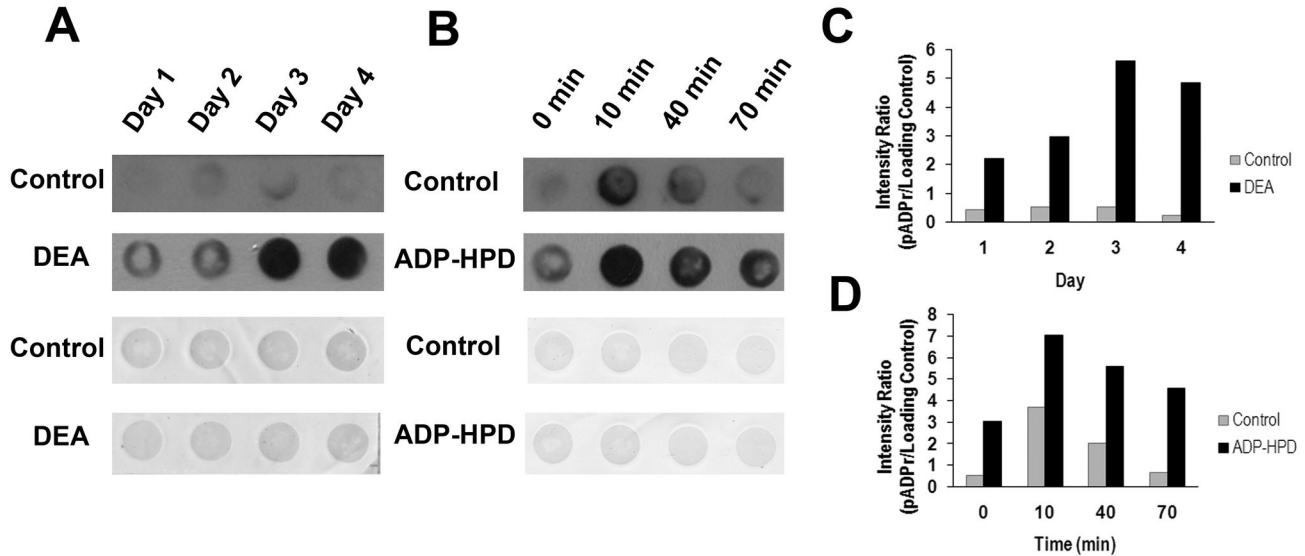 A
Day 1 Day 2 Day 3 Day 4
Control
DEA
Control
DEA
B
0 min 10 min 40 min 70 min
Control
ADP-HPD
Control
ADP-HPD
C
Intensity Ratio
(pADPr/Loading Control)
6
5
4
3
2
1
0
1 2 3 4
Day
Control
DEA
D
Intensity Ratio
(pADPr/Loading Control)
8
7
6
5
4
3
2
1
0
0 10 40 70
Time (min)
Control
ADP-HPD